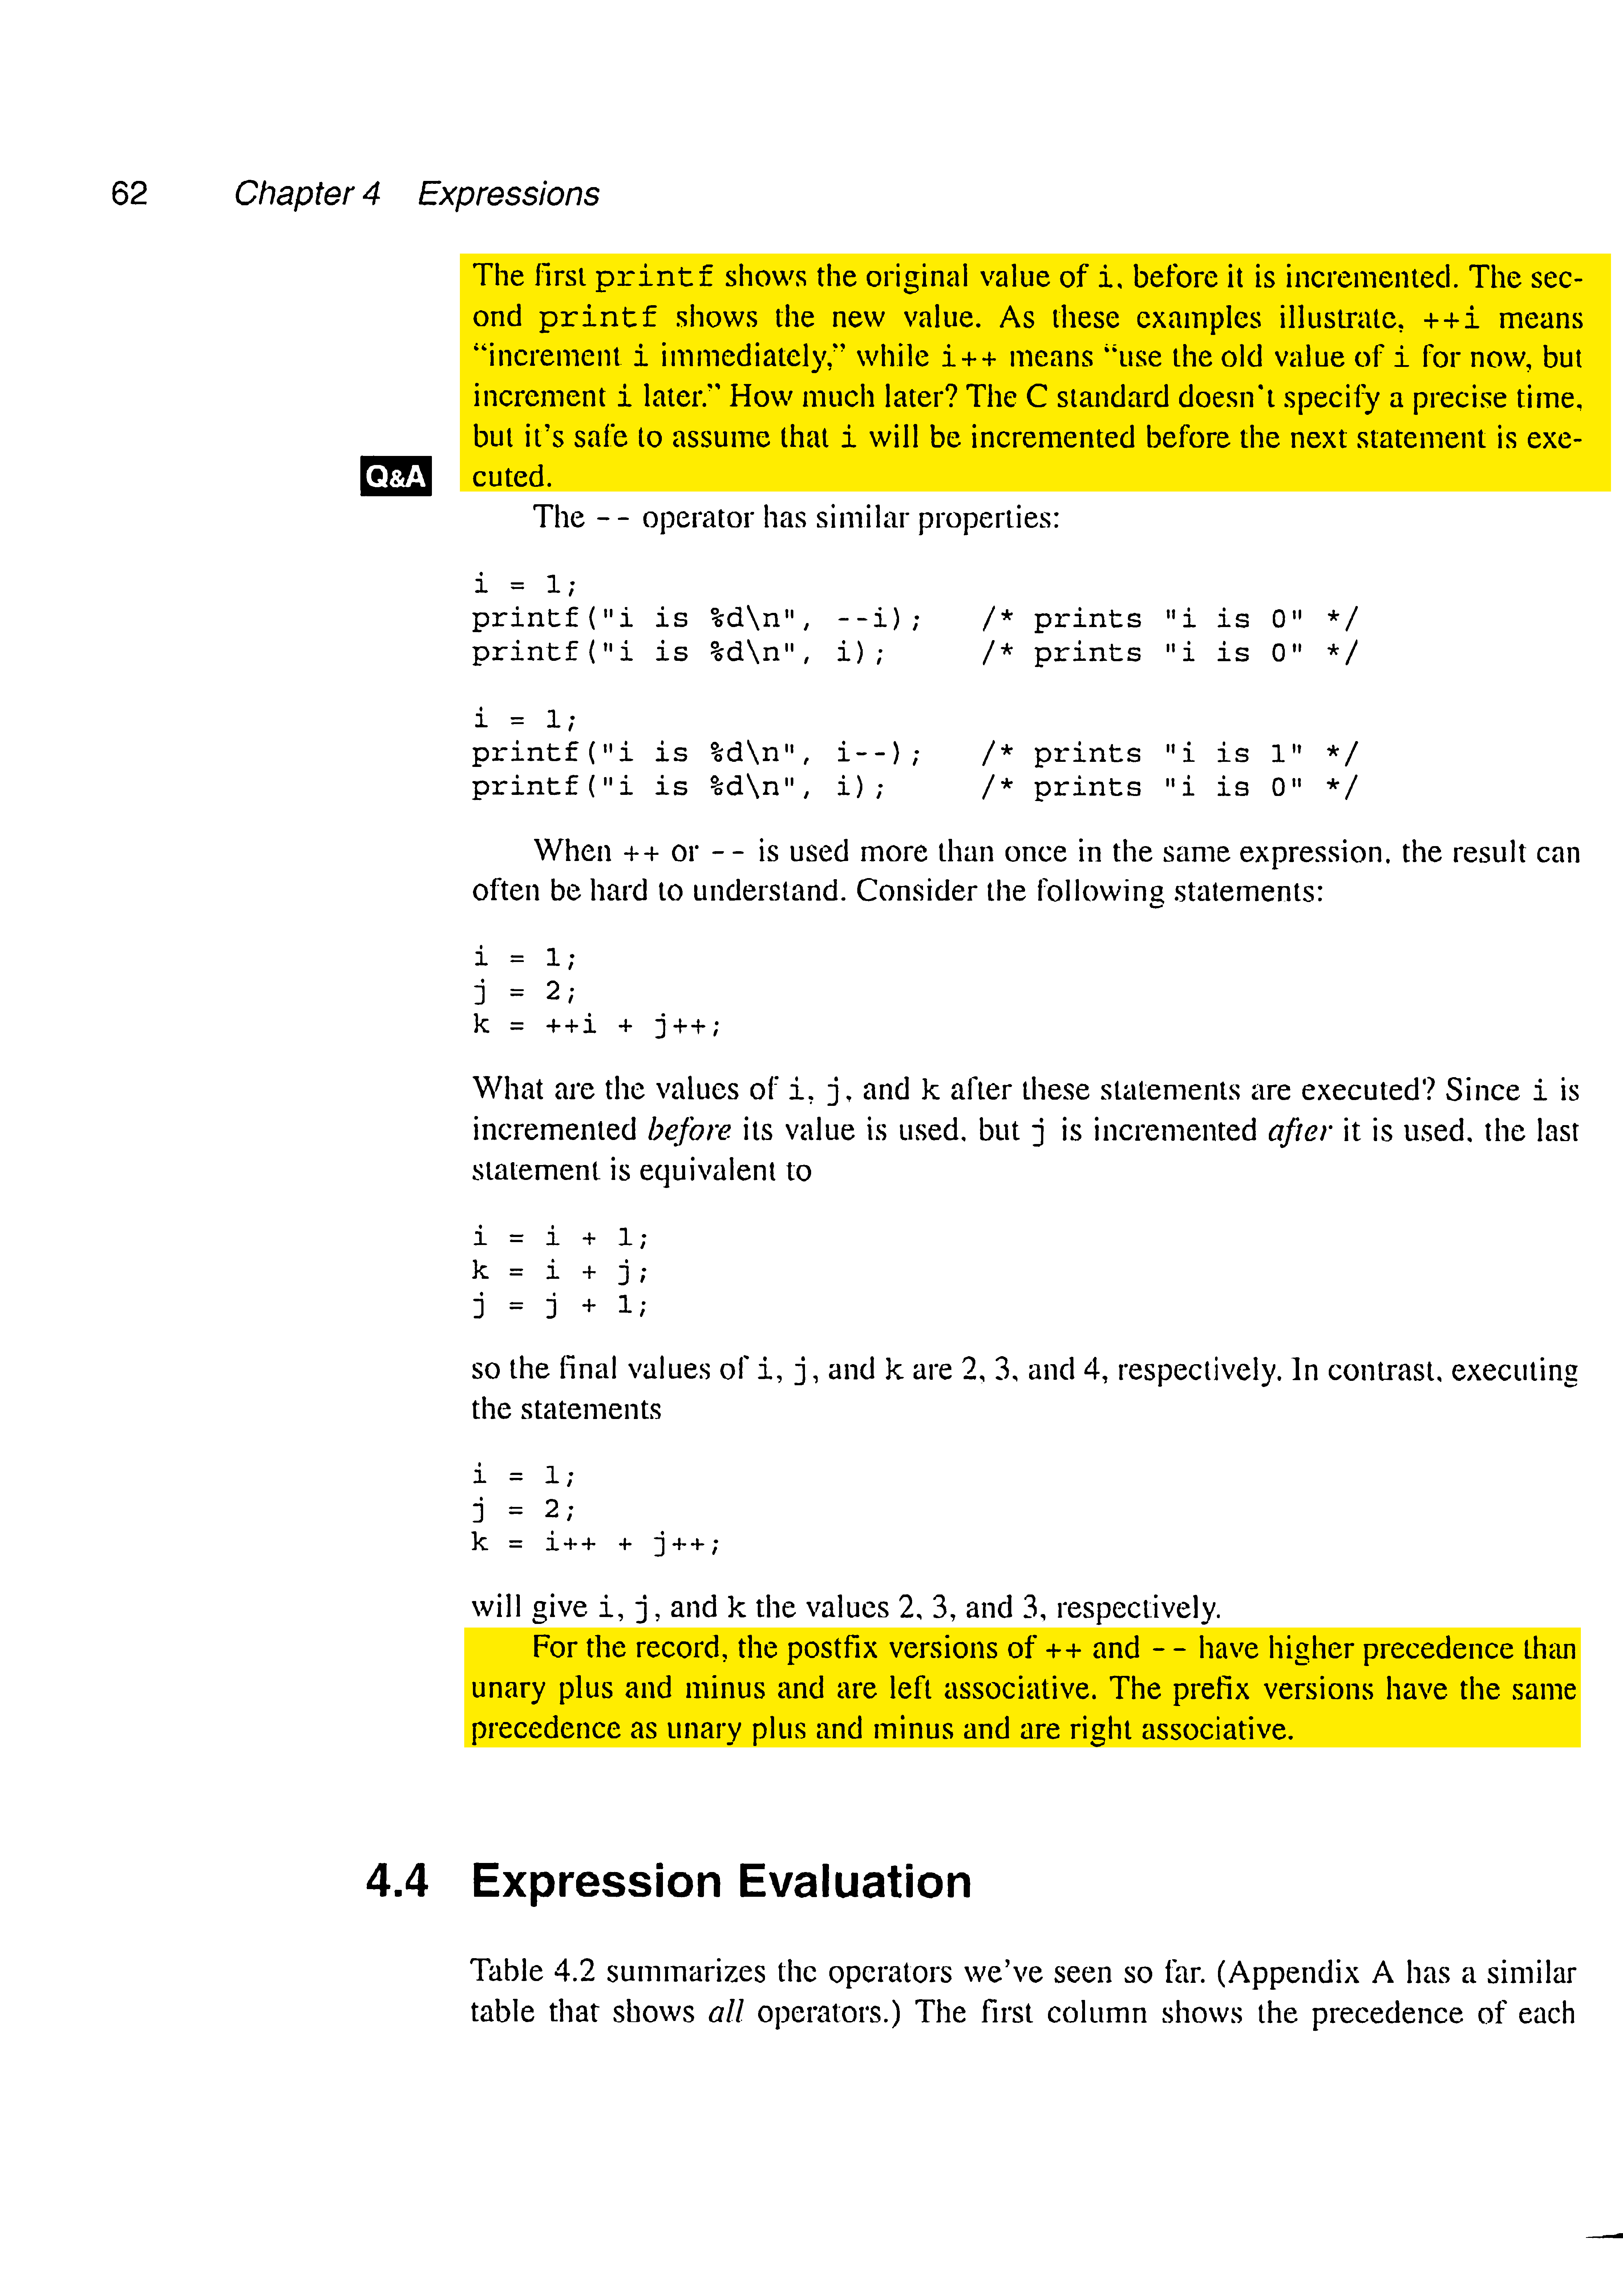 62 Chapter 4 Expressions
The first printf shows the original value of i, before it is incremented. The sec-
ond printf shows the new value. As these examples illustrate, ++i means
“increment i immediately,” while i++ means “use the old value of i for now, but
increment i later.” How much later? The C standard doesn't specify a precise time,
but it's safe to assume that i will be incremented before the next statement is exe-
Q&A cuted.
The -- operator has similar properties:
i = 1;
printf("i is %d\n", --i); /* prints "i is 0" */
printf("i is %d\n", i); /* prints "i is 0" */
i = 1;
printf("i is %d\n", i--); /* prints "i is 1" */
printf("i is %d\n", i); /* prints "i is 0" */
When ++ or -- is used more than once in the same expression, the result can
often be hard to understand. Consider the following statements:
i = 1;
j = 2;
k = ++i + j++;
What are the values of i, j, and k after these statements are executed? Since i is
incremented before its value is used, but j is incremented after it is used, the last
statement is equivalent to
i = i + 1;
k = i + j;
j = j + 1;
so the final values of i, j, and k are 2, 3, and 4, respectively. In contrast, executing
the statements
i = 1;
j = 2;
k = i++ + j++;
will give i, j, and k the values 2, 3, and 3, respectively.
For the record, the postfix versions of ++ and -- have higher precedence than
unary plus and minus and are left associative. The prefix versions have the same
precedence as unary plus and minus and are right associative.
4.4 Expression Evaluation
Table 4.2 summarizes the operators we've seen so far. (Appendix A has a similar
table that shows all operators.) The first column shows the precedence of each